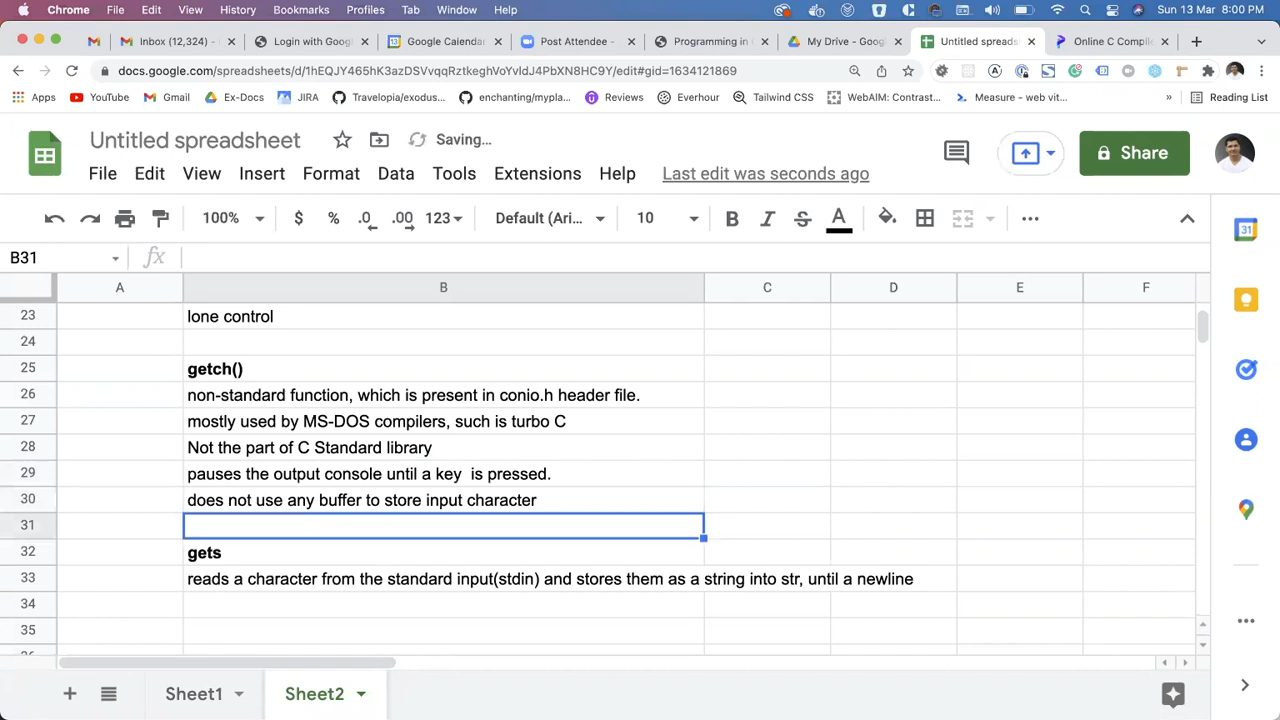 Chrome File Edit View History Bookmarks Profiles Tab Window Help Sun 13 Mar 8:00 PM
Inbox (12,324) - Login with Googl Google Calendar Post Attendee - Programming in C My Drive - Google Untitled spreads Online C Compile
docs.google.com/spreadsheets/d/
Apps YouTube Gmail Ex-Docs JIRA Travelopia/exodus... enchanting/mypla... Reviews Everhour Tailwind CSS WebAIM: Contrast... Measure - web vit... » Reading List
Untitled spreadsheet Saving...
Share
File Edit View Insert Format Data Tools Extensions Help Last edit was seconds ago
100% $ % .0 .00 123 Default (Ari... 10 B I S A
B31 fx
A B C D E F
23 lone control
24
25 getch()
26 non-standard function, which is present in conio.h header file.
27 mostly used by MS-DOS compilers, such is turbo C
28 Not the part of C Standard library
29 pauses the output console until a key is pressed.
30 does not use any buffer to store input character
31
32 gets
33 reads a character from the standard input(stdin) and stores them as a string into str, until a newline
34
35
Sheet1 Sheet2